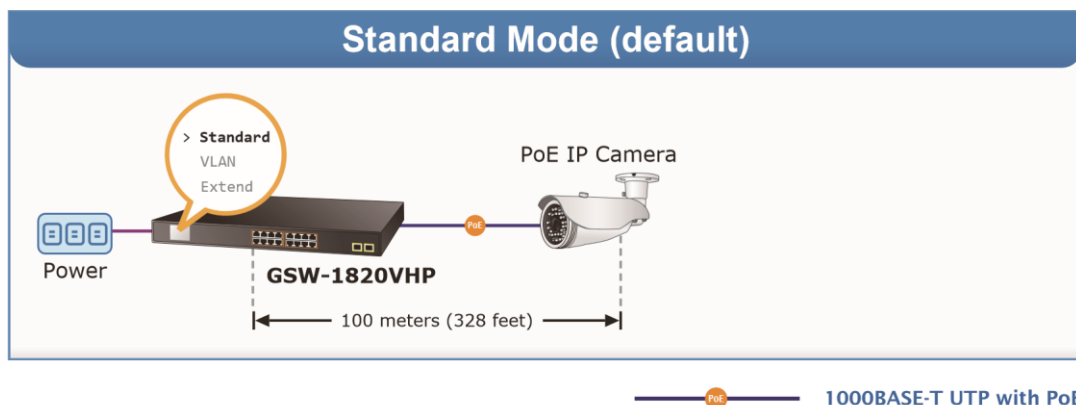 Standard Mode (default)
> Standard
VLAN
Extend
PoE IP Camera
PoE
Power
GSW-1820VHP
100 meters (328 feet)
PoE
1000BASE-T UTP with PoE